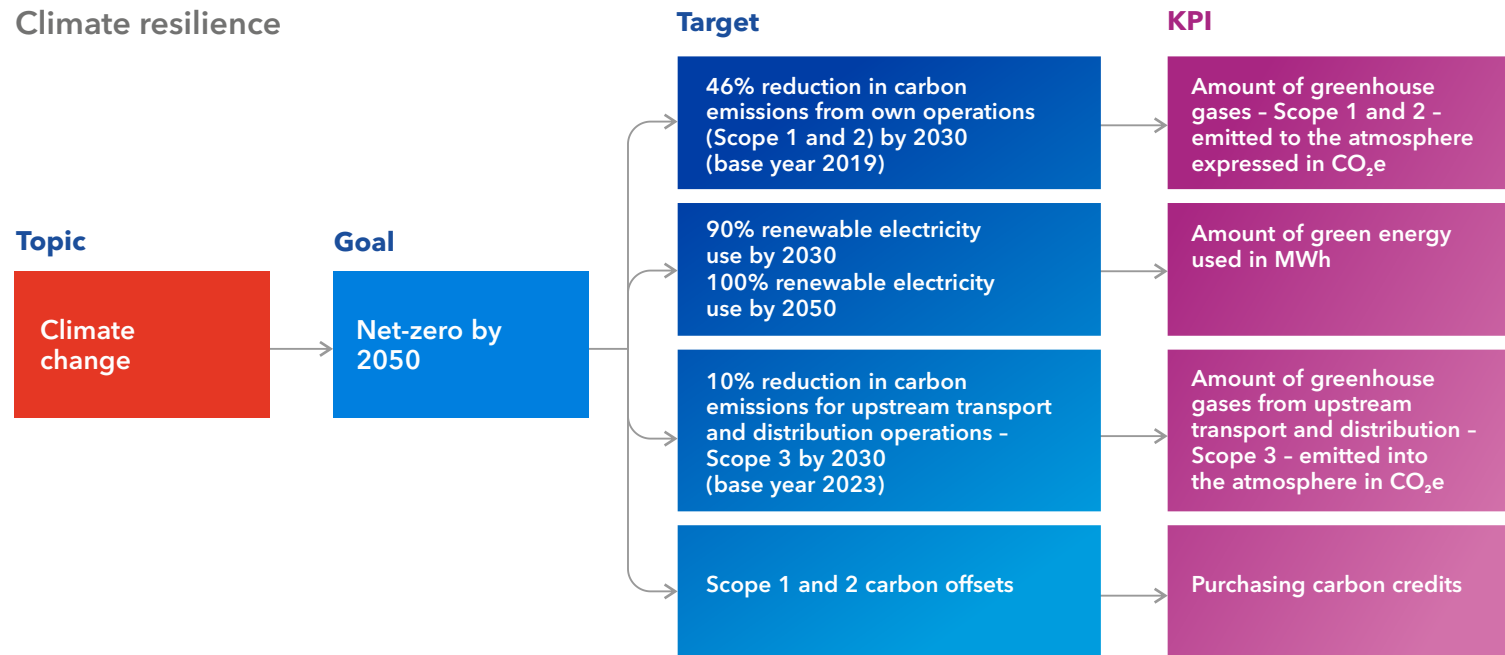 Climate resilience
Topic
Climate
change
Goal
Net-zero by
2050
Target
46% reduction in carbon
emissions from own operations
(Scope 1 and 2) by 2030
(base year 2019)
90% renewable electricity
use by 2030
100% renewable electricity
use by 2050
10% reduction in carbon
emissions for upstream transport
and distribution operations –
Scope 3 by 2030
(base year 2023)
Scope 1 and 2 carbon offsets
KPI
Amount of greenhouse
gases – Scope 1 and 2 –
emitted to the atmosphere
expressed in CO₂e
Amount of green energy
used in MWh
Amount of greenhouse
gases from upstream
transport and distribution –
Scope 3 – emitted into
the atmosphere in CO₂e
Purchasing carbon credits